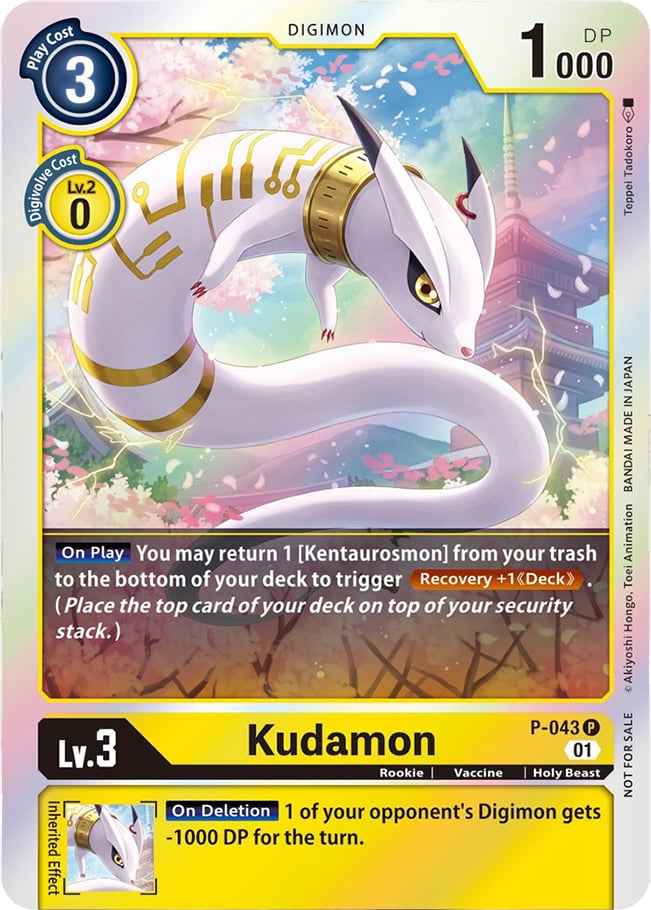 Play Cost
3
DIGIMON
DP
1000
Digivolve Cost
Lv.2
0
Teppei Tadokoro
BANDAI MADE IN JAPAN
© Akiyoshi Hongo, Toei Animation
NOT FOR SALE
On Play You may return 1 [Kentaurosmon] from your trash
to the bottom of your deck to trigger Recovery +1《Deck》.
(Place the top card of your deck on top of your security
stack.)
Lv.3
Kudamon
P-043 P
01
Rookie | Vaccine | Holy Beast
Inherited Effect
On Deletion 1 of your opponent's Digimon gets
-1000 DP for the turn.